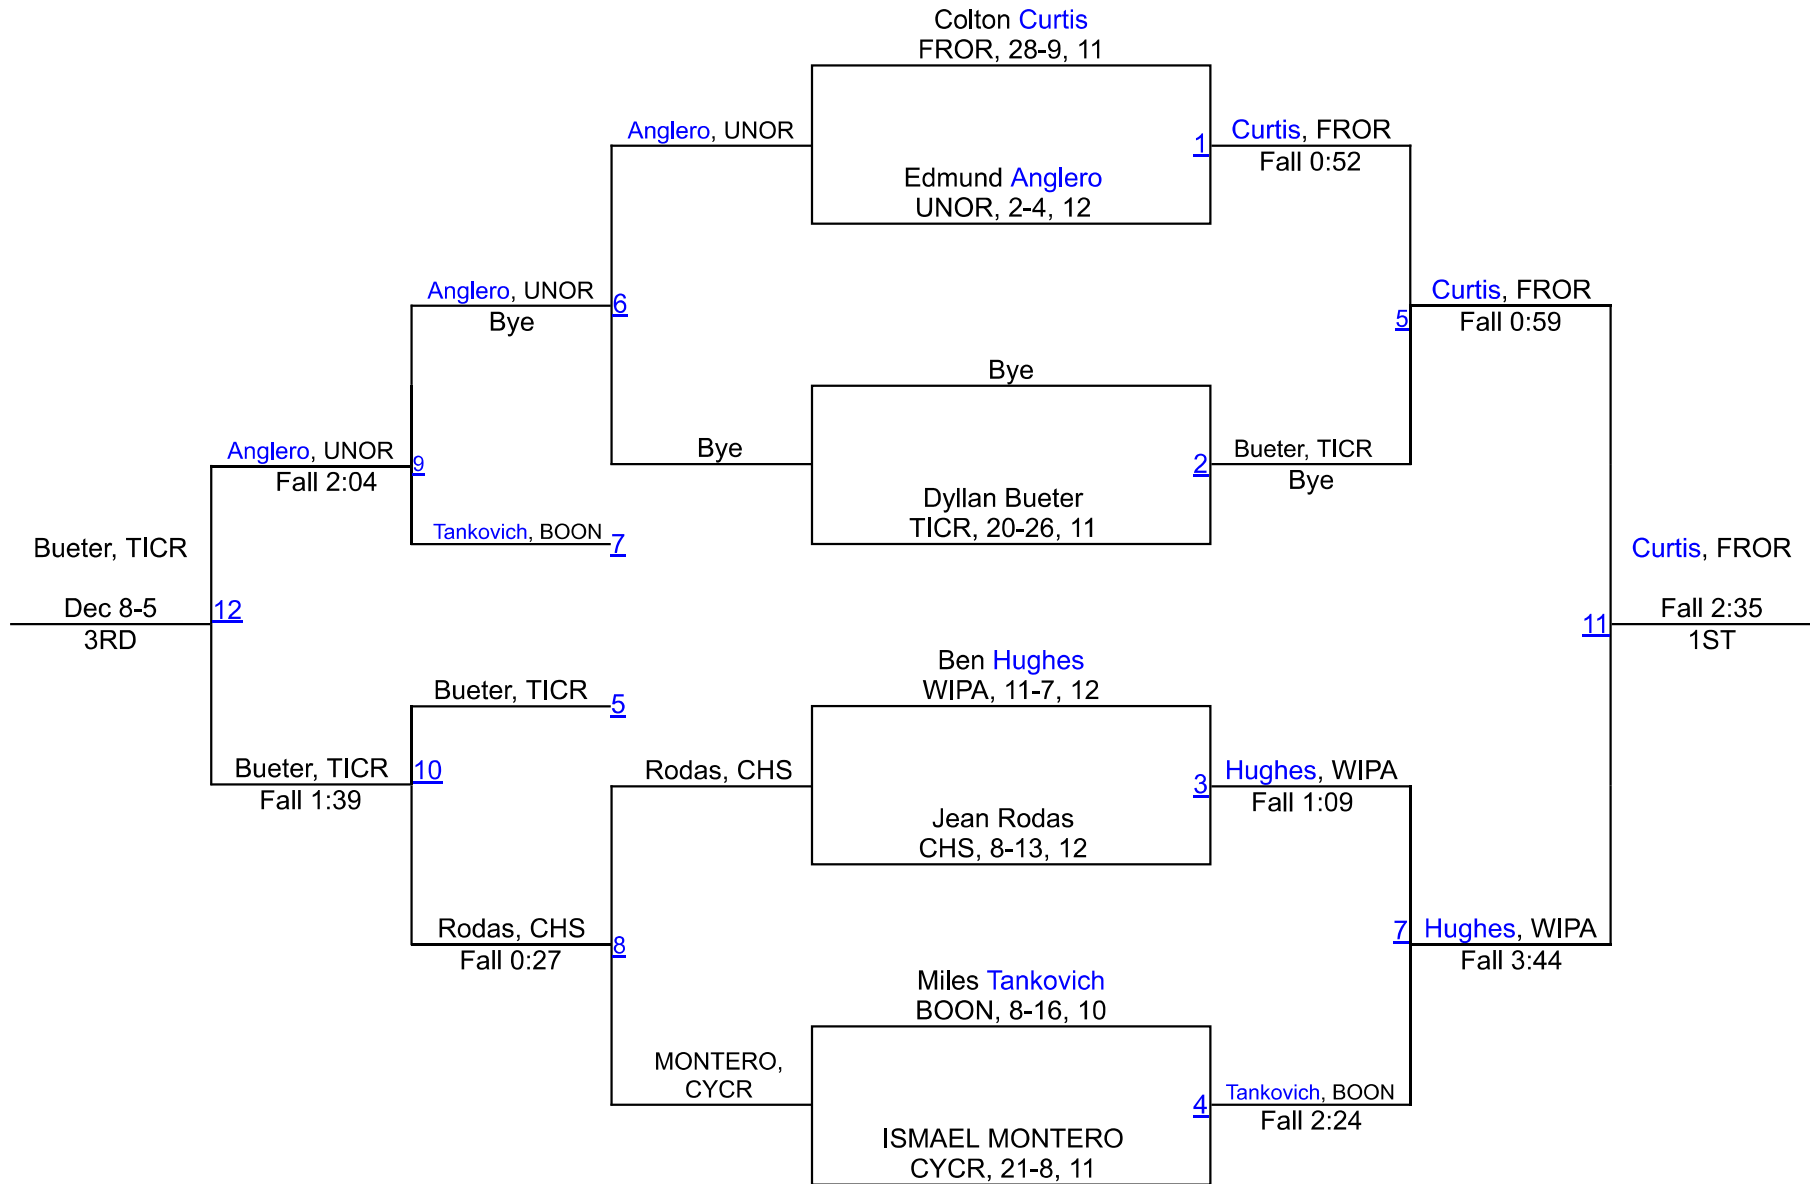 Colton Curtis
FROR, 28-9, 11
Anglero, UNOR
1
Curtis, FROR
Fall 0:52
Edmund Anglero
UNOR, 2-4, 12
Anglero, UNOR
Bye
6
Curtis, FROR
Fall 0:59
5
Bye
Anglero, UNOR
Fall 2:04
9
Bye
2
Bueter, TICR
Bye
Dyllan Bueter
TICR, 20-26, 11
Tankovich, BOON
7
Bueter, TICR
Dec 8-5
3RD
12
Curtis, FROR
Fall 2:35
1ST
11
Ben Hughes
WIPA, 11-7, 12
Bueter, TICR
5
Bueter, TICR
Fall 1:39
10
Rodas, CHS
3
Hughes, WIPA
Fall 1:09
Jean Rodas
CHS, 8-13, 12
Rodas, CHS
Fall 0:27
8
7
Hughes, WIPA
Fall 3:44
Miles Tankovich
BOON, 8-16, 10
MONTERO,
CYCR
4
Tankovich, BOON
Fall 2:24
ISMAEL MONTERO
CYCR, 21-8, 11